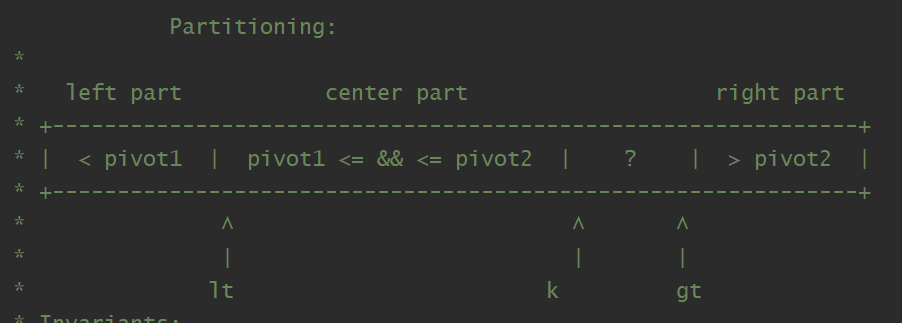 Partitioning:
*
*   left part           center part                   right part
* +--------------------------------------------------------------+
* |  < pivot1  |  pivot1 <= && <= pivot2  |    ?    |  > pivot2  |
* +--------------------------------------------------------------+
*               ^                          ^       ^
*               |                          |       |
*              lt                        k         gt
* Invariants: